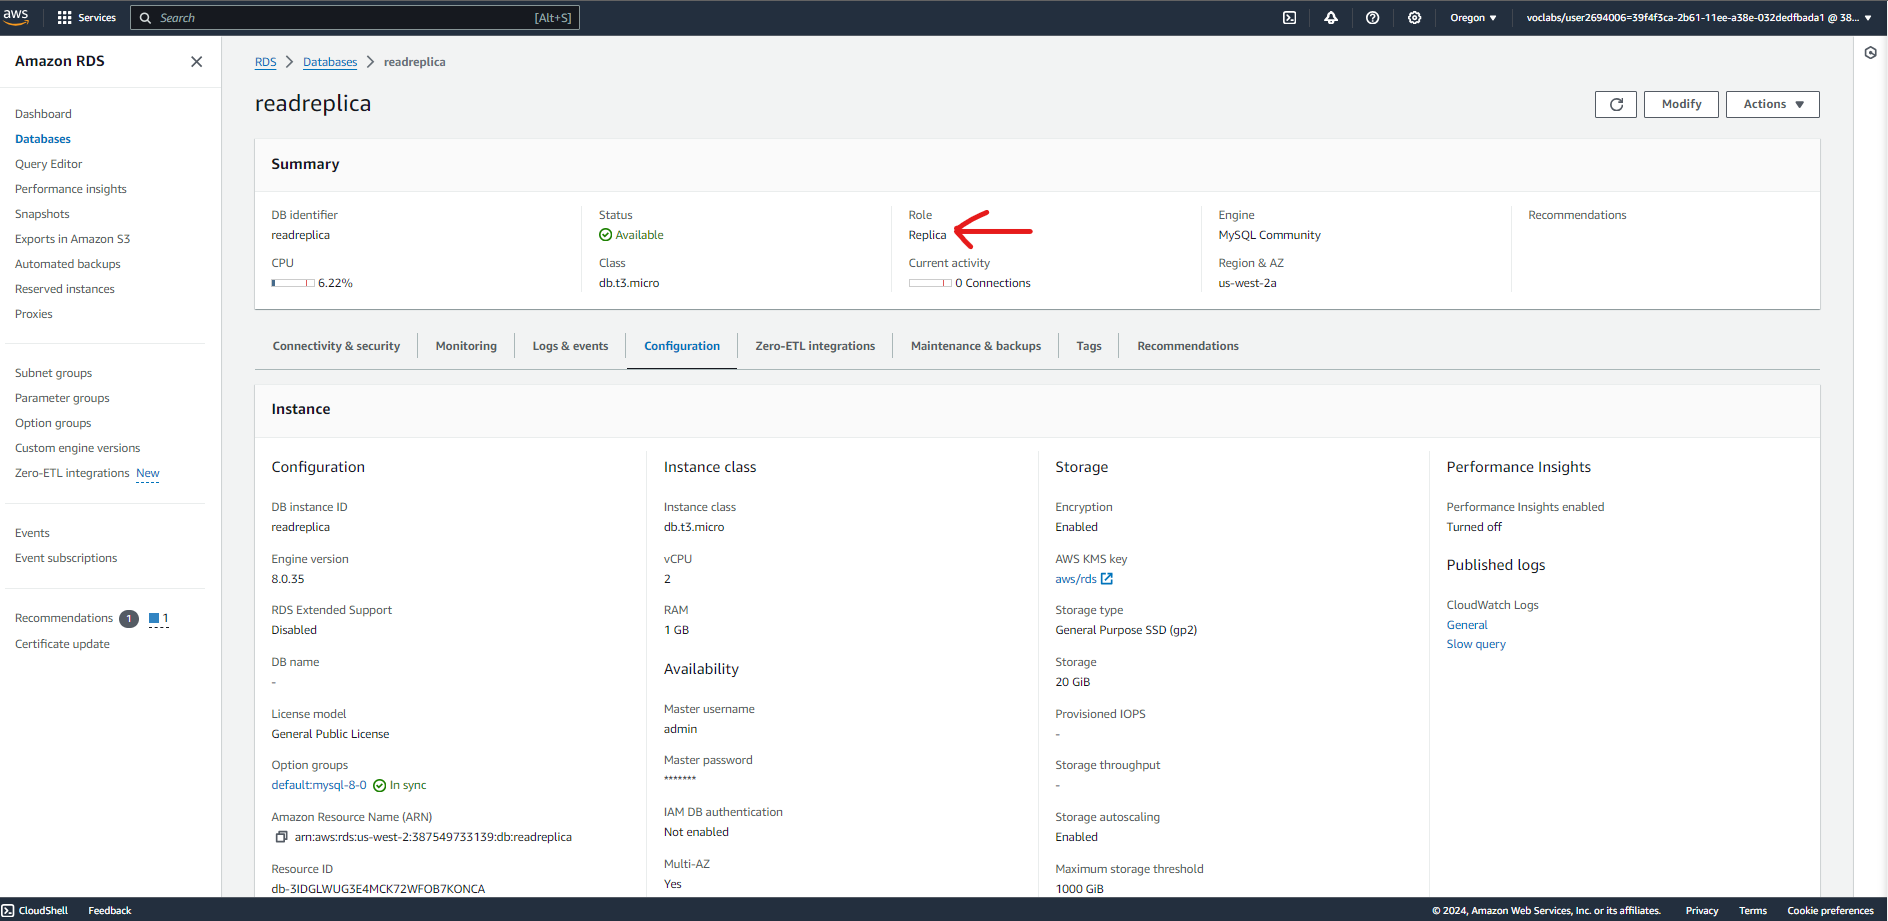 aws Services Search [Alt+S] Oregon ▼ voclabs/user2694006=39f4f3ca-2b61-11ee-a38e-032dedfbada1 @ 38... ▼
Amazon RDS
Dashboard
Databases
Query Editor
Performance insights
Snapshots
Exports in Amazon S3
Automated backups
Reserved instances
Proxies
Subnet groups
Parameter groups
Option groups
Custom engine versions
Zero-ETL integrations New
Events
Event subscriptions
Recommendations 1 1
Certificate update
RDS > Databases > readreplica
readreplica
Modify
Actions ▼
Summary
DB identifier
readreplica
CPU
6.22%
Status
Available
Class
db.t3.micro
Role
Replica
Current activity
0 Connections
Engine
MySQL Community
Region & AZ
us-west-2a
Recommendations
Connectivity & security Monitoring Logs & events Configuration Zero-ETL integrations Maintenance & backups Tags Recommendations
Instance
Configuration
DB instance ID
readreplica
Engine version
8.0.35
RDS Extended Support
Disabled
DB name
-
License model
General Public License
Option groups
default:mysql-8-0 In sync
Amazon Resource Name (ARN)
arn:aws:rds:us-west-2:387549733139:db:readreplica
Resource ID
db-3IDGLWUG3E4MCK72WFOB7KONCA
Instance class
Instance class
db.t3.micro
vCPU
2
RAM
1 GB
Availability
Master username
admin
Master password
*******
IAM DB authentication
Not enabled
Multi-AZ
Yes
Storage
Encryption
Enabled
AWS KMS key
aws/rds
Storage type
General Purpose SSD (gp2)
Storage
20 GiB
Provisioned IOPS
-
Storage throughput
-
Storage autoscaling
Enabled
Maximum storage threshold
1000 GiB
Performance Insights
Performance Insights enabled
Turned off
Published logs
CloudWatch Logs
General
Slow query
CloudShell Feedback © 2024, Amazon Web Services, Inc. or its affiliates. Privacy Terms Cookie preferences